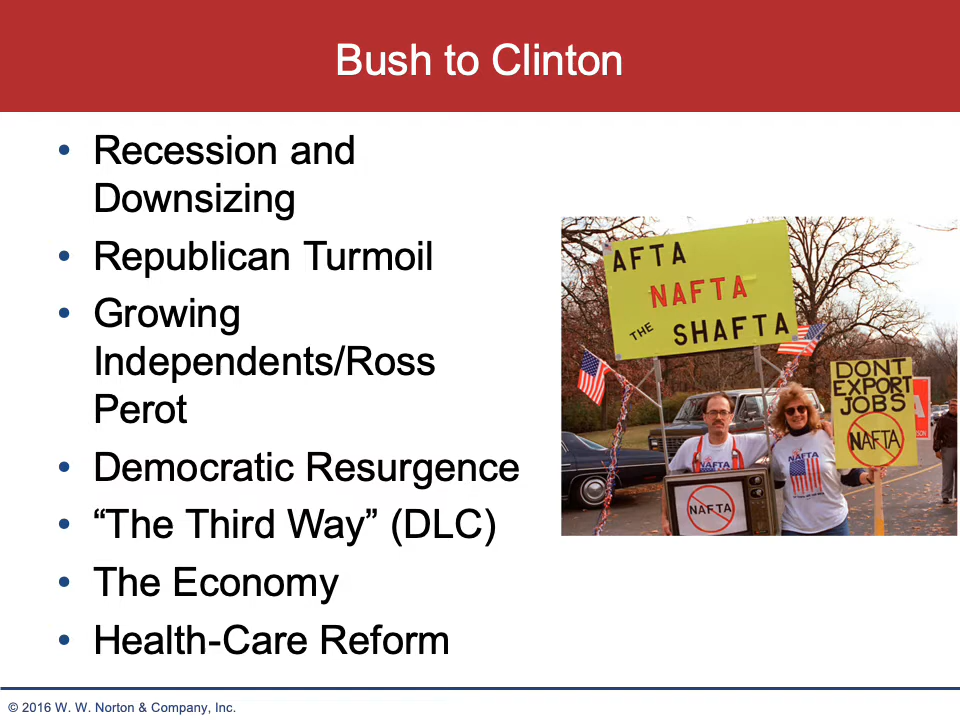 Bush to Clinton
• Recession and
Downsizing
• Republican Turmoil
• Growing
Independents/Ross
Perot
• Democratic Resurgence
• “The Third Way” (DLC)
• The Economy
• Health-Care Reform
AFTA
NAFTA
THE SHAFTA
DONT
EXPORT
JOBS
NAFTA
NAFTA
NAFTA
NAFTA
© 2016 W. W. Norton & Company, Inc.